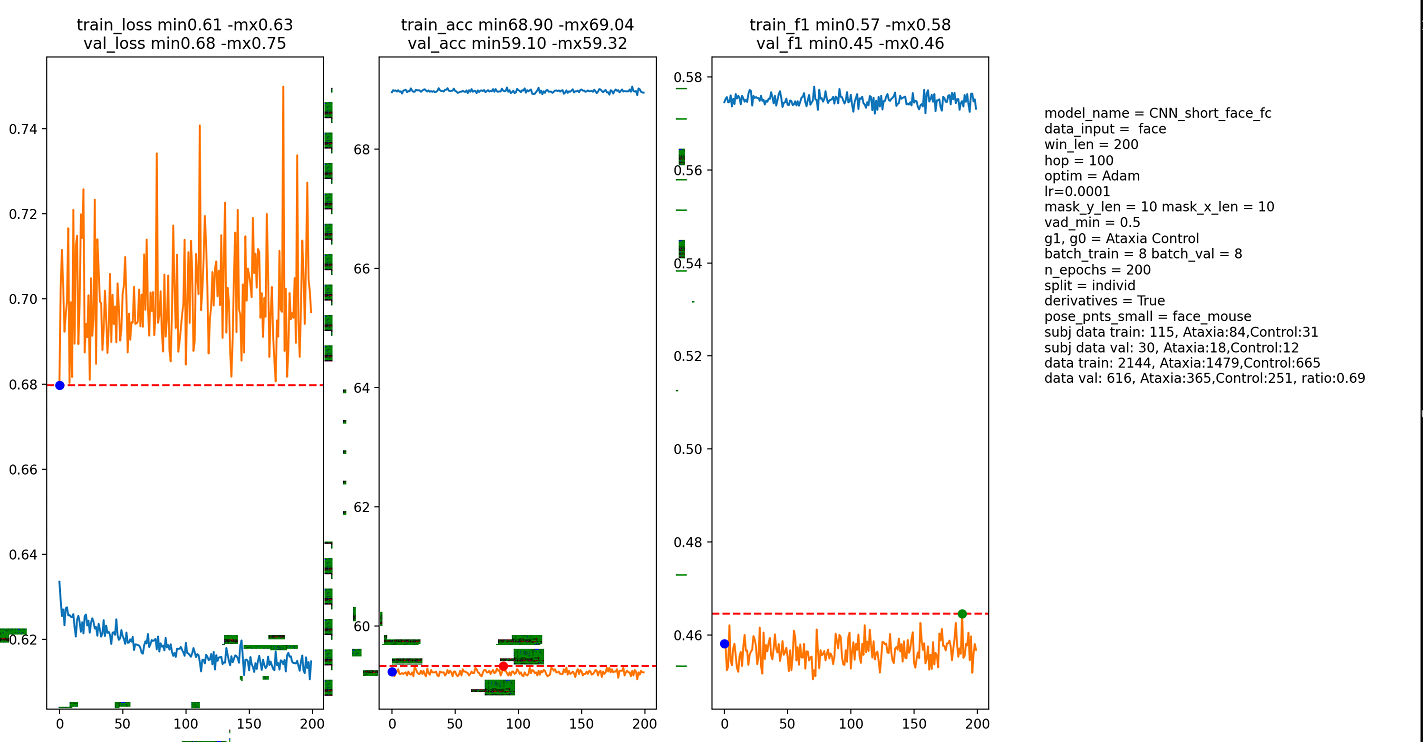 train_loss min0.61 -mx0.63
val_loss min0.68 -mx0.75
train_acc min68.90 -mx69.04
val_acc min59.10 -mx59.32
train_f1 min0.57 -mx0.58
val_f1 min0.45 -mx0.46
0.74
0.72
0.70
0.68
0.66
0.64
0.62
0 50 100 150 200
68
66
64
62
60
0 50 100 150 200
0.58
0.56
0.54
0.52
0.50
0.48
0.46
0 50 100 150 200
model_name = CNN_short_face_fc
data_input =  face
win_len = 200
hop = 100
optim = Adam
lr=0.0001
mask_y_len = 10 mask_x_len = 10
vad_min = 0.5
g1, g0 = Ataxia Control
batch_train = 8 batch_val = 8
n_epochs = 200
split = individ
derivatives = True
pose_pnts_small = face_mouse
subj data train: 115, Ataxia:84,Control:31
subj data val: 30, Ataxia:18,Control:12
data train: 2144, Ataxia:1479,Control:665
data val: 616, Ataxia:365,Control:251, ratio:0.69